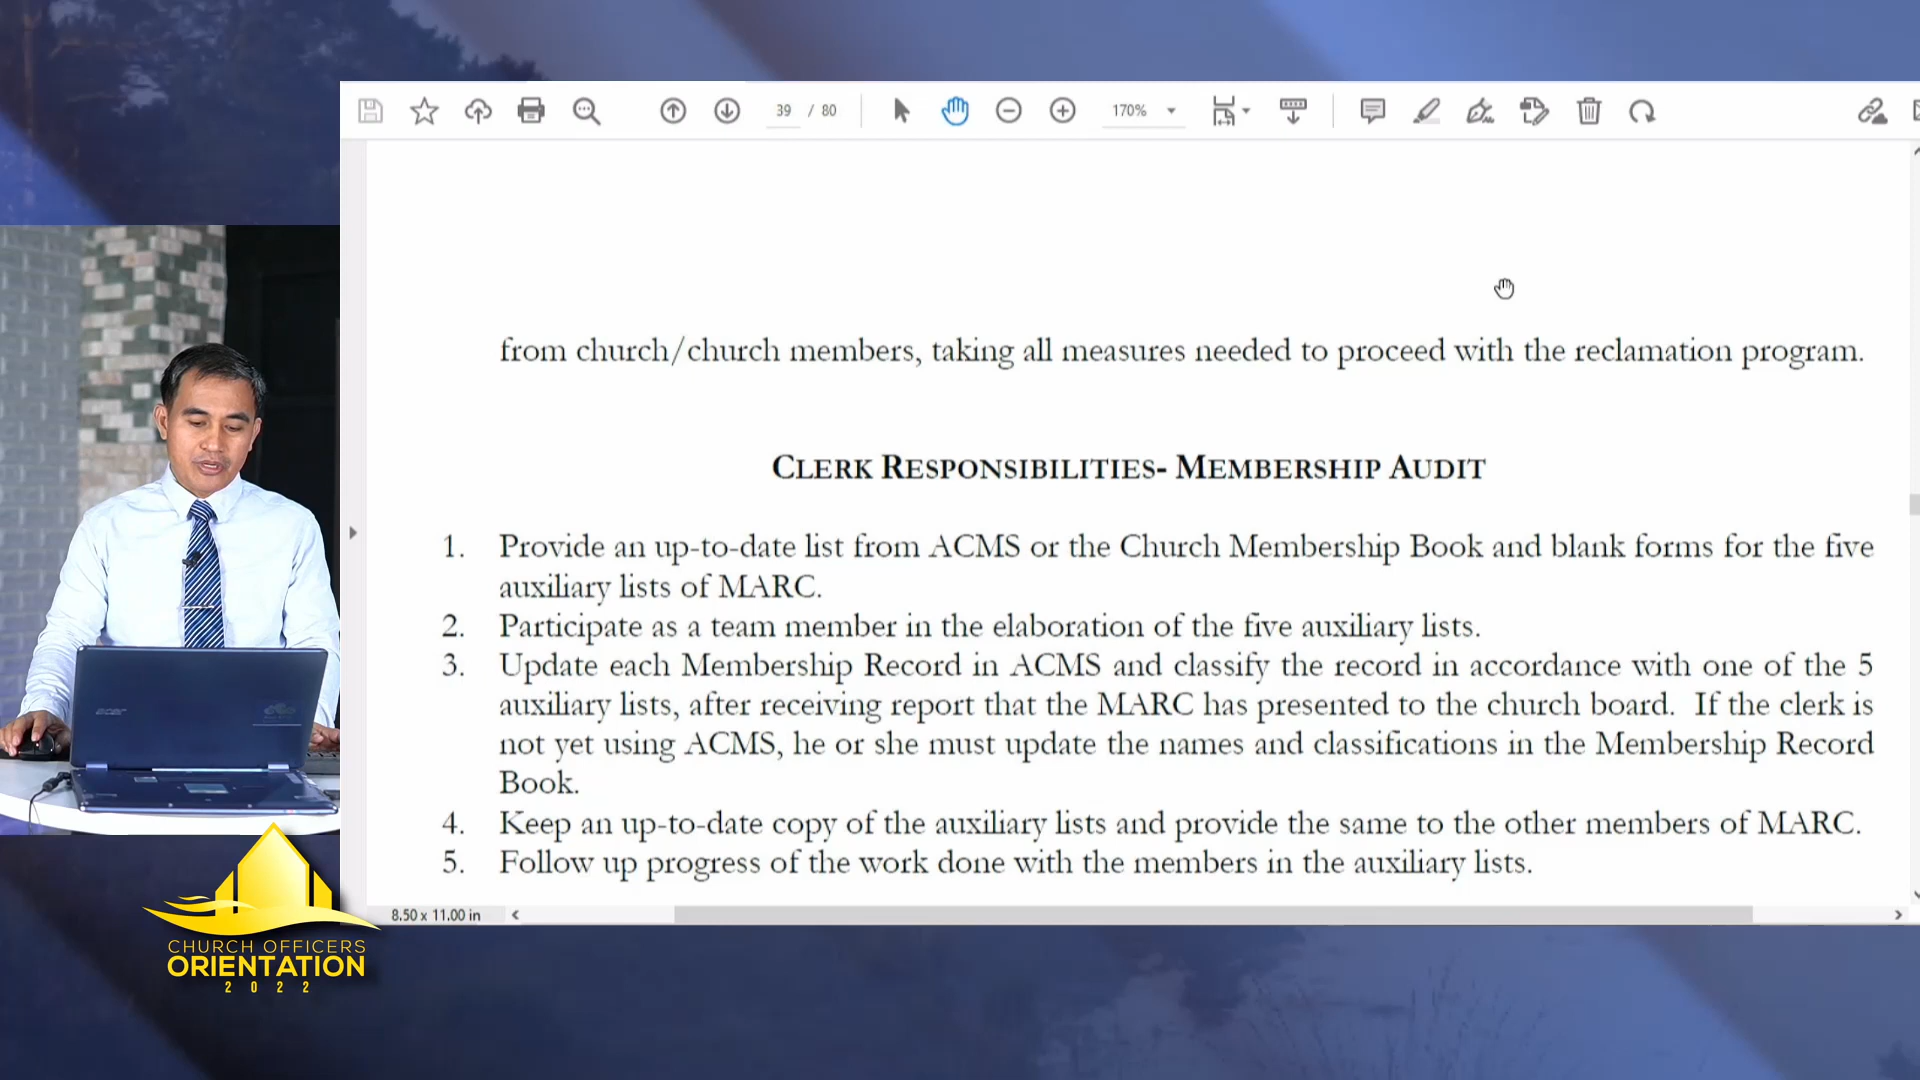 39 / 80
170%
from church/church members, taking all measures needed to proceed with the reclamation program.
CLERK RESPONSIBILITIES- MEMBERSHIP AUDIT
1. Provide an up-to-date list from ACMS or the Church Membership Book and blank forms for the five
auxiliary lists of MARC.
2. Participate as a team member in the elaboration of the five auxiliary lists.
3. Update each Membership Record in ACMS and classify the record in accordance with one of the 5
auxiliary lists, after receiving report that the MARC has presented to the church board. If the clerk is
not yet using ACMS, he or she must update the names and classifications in the Membership Record
Book.
4. Keep an up-to-date copy of the auxiliary lists and provide the same to the other members of MARC.
5. Follow up progress of the work done with the members in the auxiliary lists.
8.50 x 11.00 in
CHURCH OFFICERS
ORIENTATION
2022